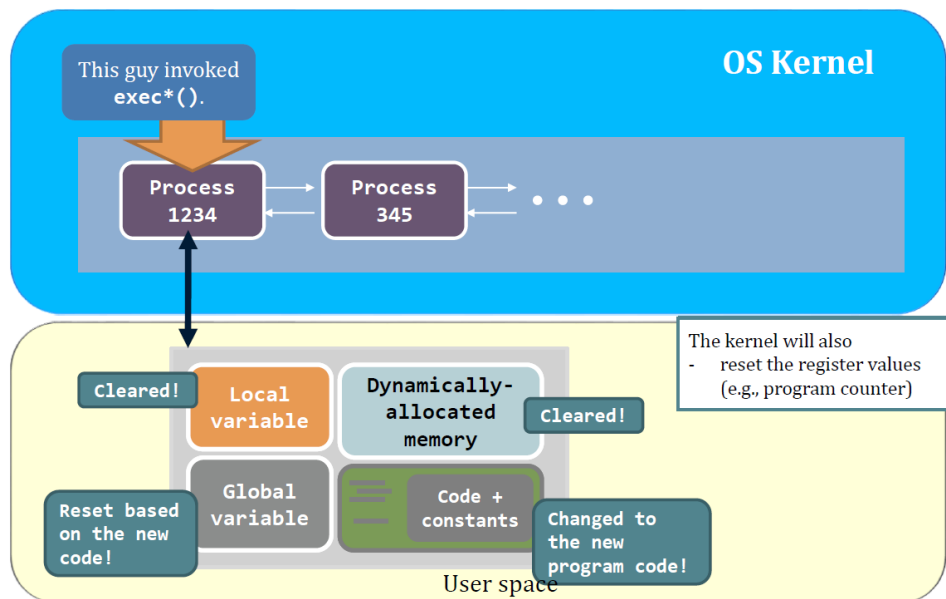 OS Kernel
This guy invoked
exec*().
Process
1234
Process
345
The kernel will also
- reset the register values
(e.g., program counter)
Cleared!
Local
variable
Dynamically-
allocated
memory
Cleared!
Global
variable
Code +
constants
Reset based
on the new
code!
Changed to
the new
program code!
User space